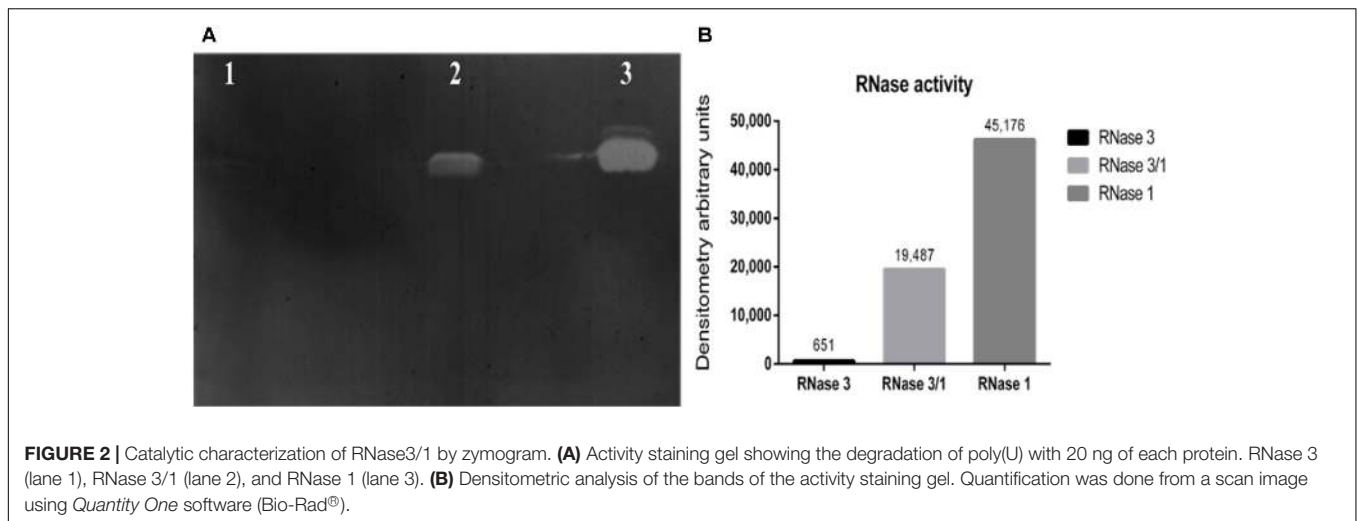 A
1 2 3
B
RNase activity
Densitometry arbitrary units
50,000
40,000
30,000
20,000
10,000
0
651
19,487
45,176
RNase 3 RNase 3/1 RNase 1
RNase 3
RNase 3/1
RNase 1
FIGURE 2 | Catalytic characterization of RNase3/1 by zymogram. (A) Activity staining gel showing the degradation of poly(U) with 20 ng of each protein. RNase 3
(lane 1), RNase 3/1 (lane 2), and RNase 1 (lane 3). (B) Densitometric analysis of the bands of the activity staining gel. Quantification was done from a scan image
using Quantity One software (Bio-Rad®).